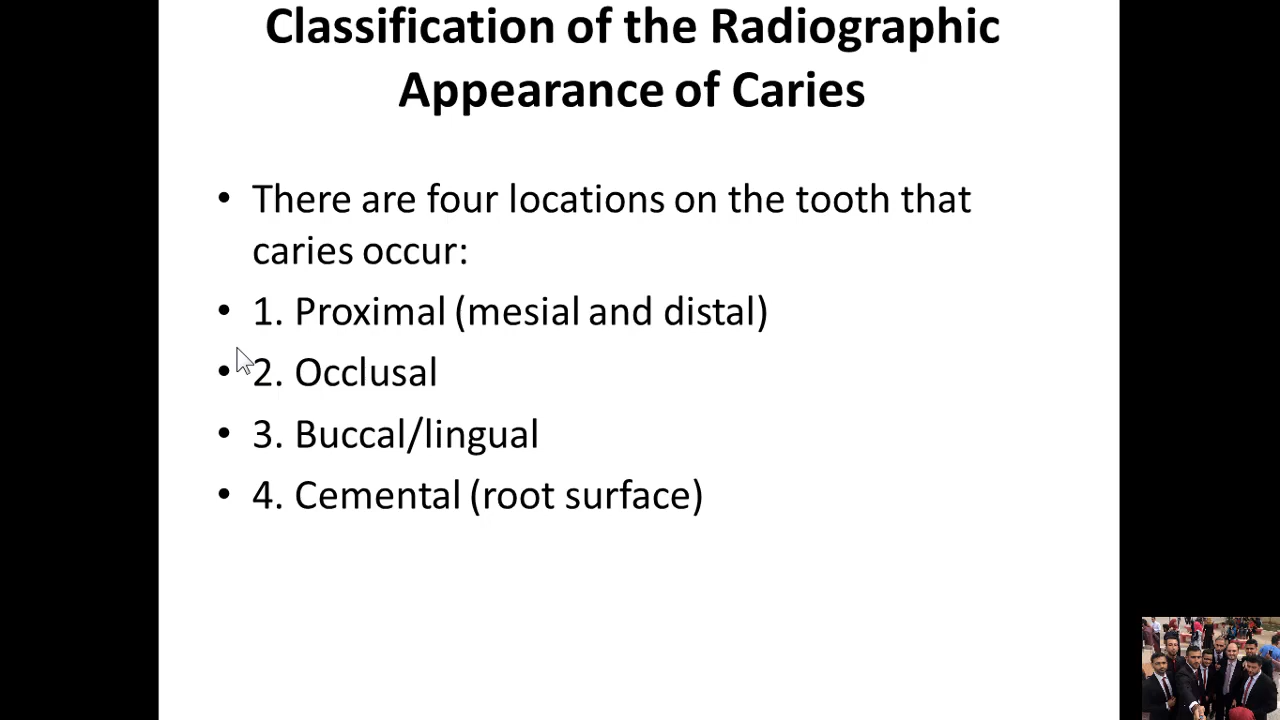 Classification of the Radiographic
Appearance of Caries
• There are four locations on the tooth that
caries occur:
• 1. Proximal (mesial and distal)
• 2. Occlusal
• 3. Buccal/lingual
• 4. Cemental (root surface)